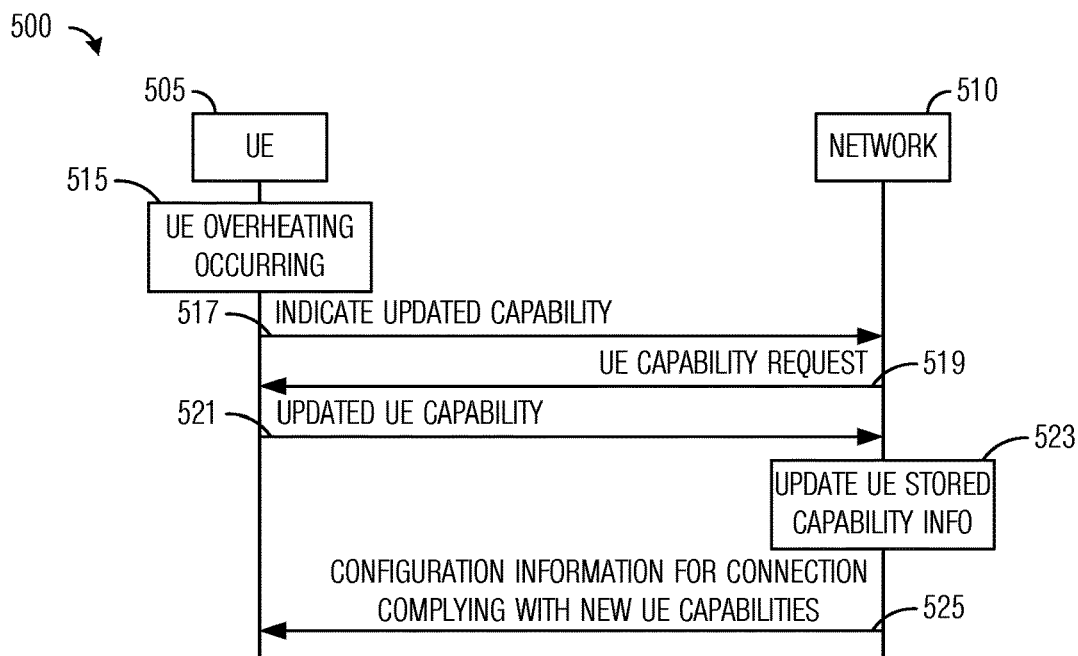 500
505
510
UE
NETWORK
515
UE OVERHEATING
OCCURRING
517
INDICATE UPDATED CAPABILITY
UE CAPABILITY REQUEST
519
521
UPDATED UE CAPABILITY
523
UPDATE UE STORED
CAPABILITY INFO
CONFIGURATION INFORMATION FOR CONNECTION
COMPLYING WITH NEW UE CAPABILITIES
525